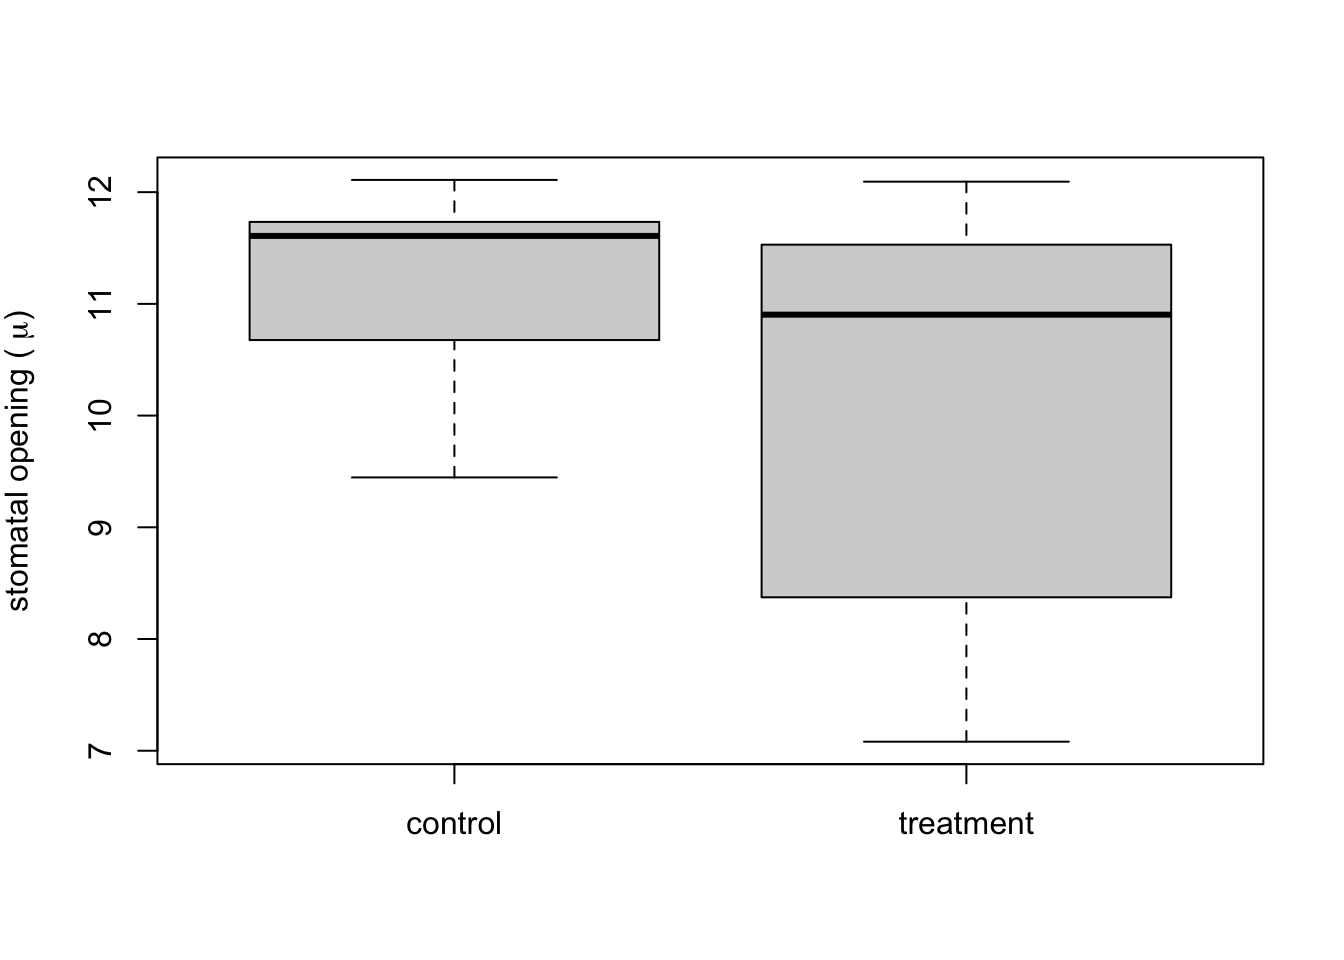 stomatal opening ( μ)
12
11
10
9
8
7
control
treatment